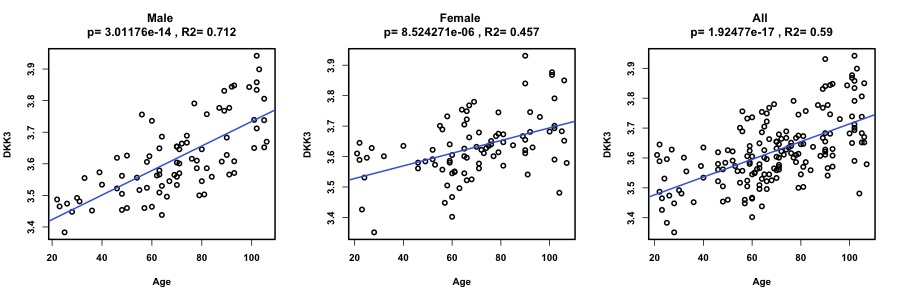 Male
p= 3.01176e-14 , R2= 0.712
DKK3
3.9
3.8
3.7
3.6
3.5
3.4
20 40 60 80 100
Age
Female
p= 8.524271e-06 , R2= 0.457
DKK3
3.9
3.8
3.7
3.6
3.5
3.4
20 40 60 80 100
Age
All
p= 1.92477e-17 , R2= 0.59
DKK3
3.9
3.8
3.7
3.6
3.5
3.4
20 40 60 80 100
Age